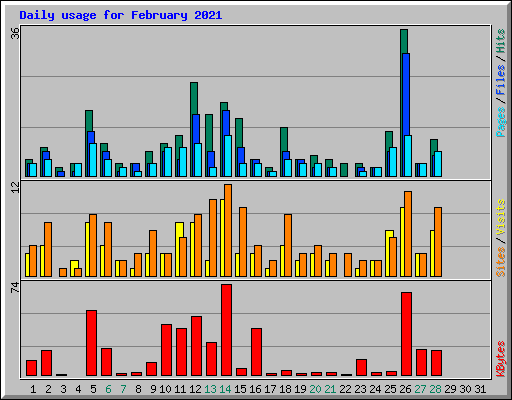 Daily usage for February 2021
36
Pages / Files / Hits
12
Sites / Visits
74
KBytes
1 2 3 4 5 6 7 8 9 10 11 12 13 14 15 16 17 18 19 20 21 22 23 24 25 26 27 28 29 30 31